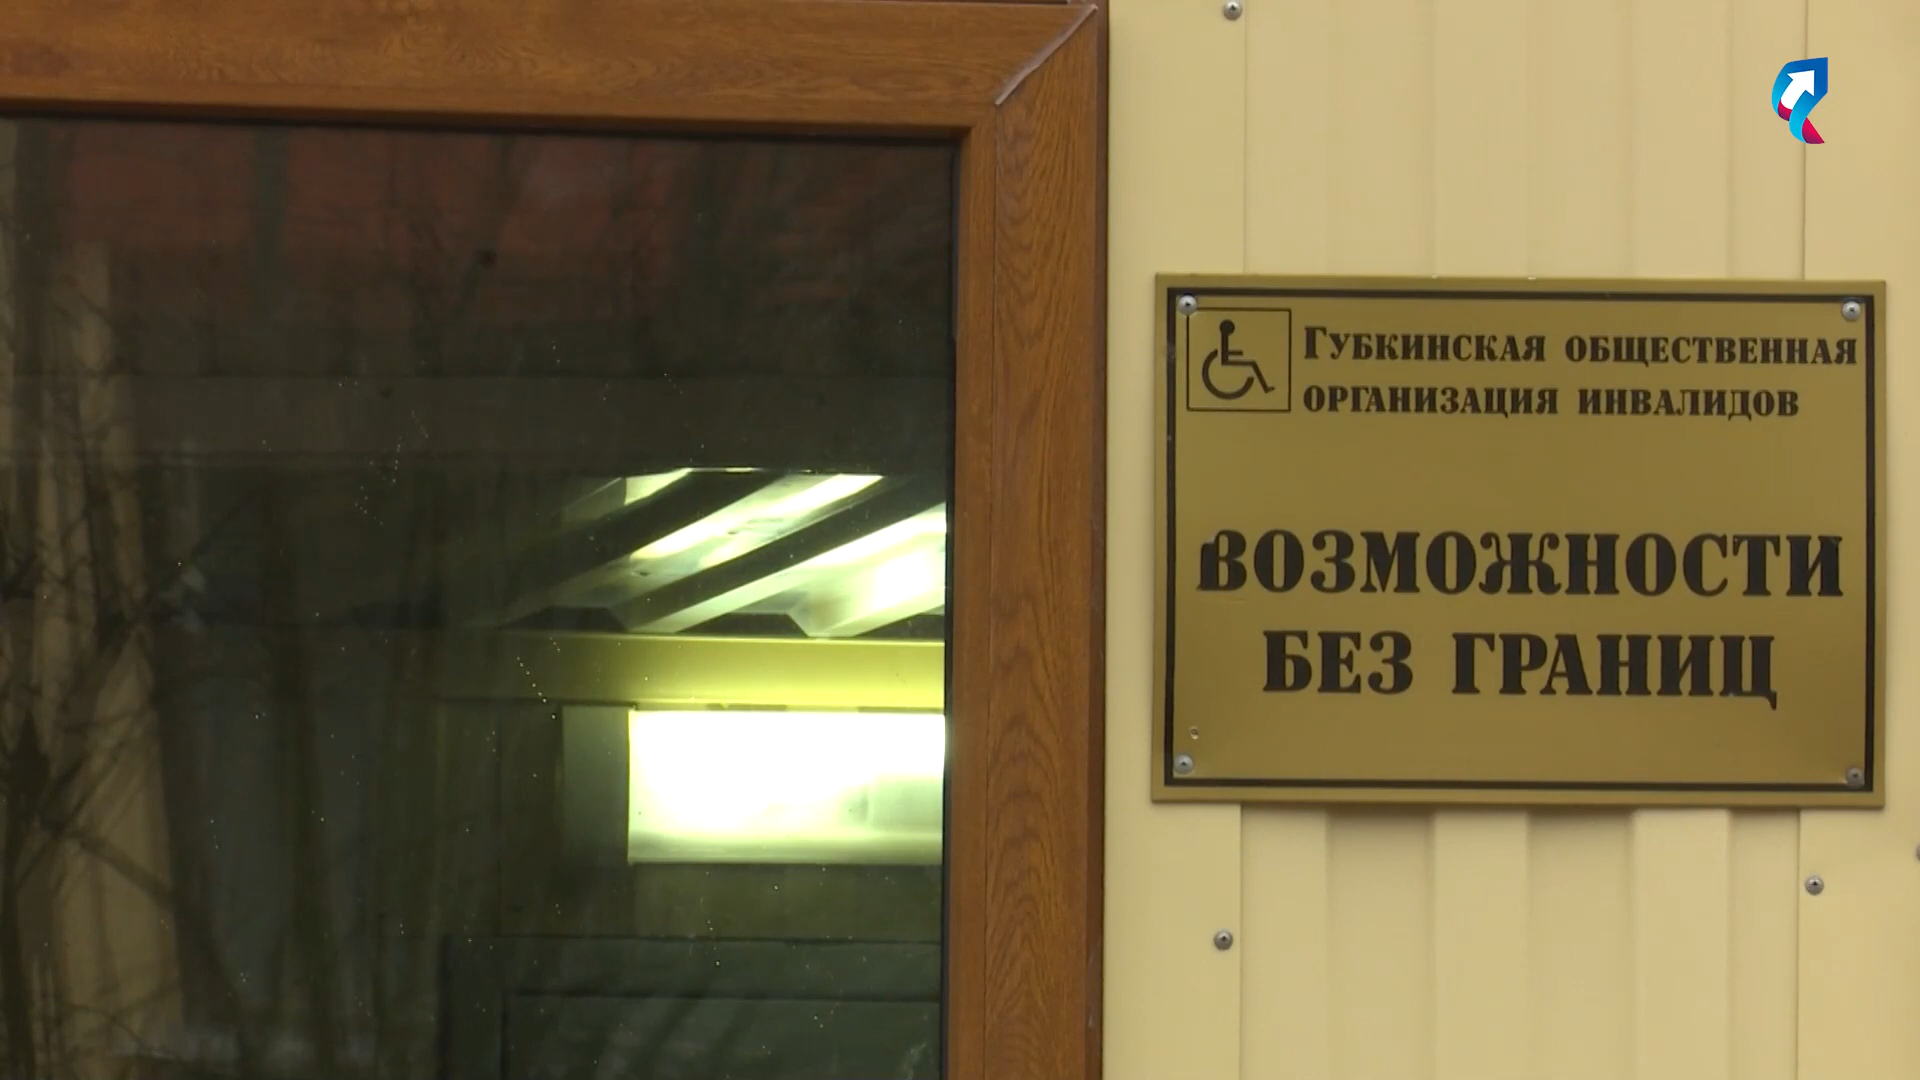 Губкинская общественная
организация инвалидов
ВОЗМОЖНОСТИ
БЕЗ ГРАНИЦ